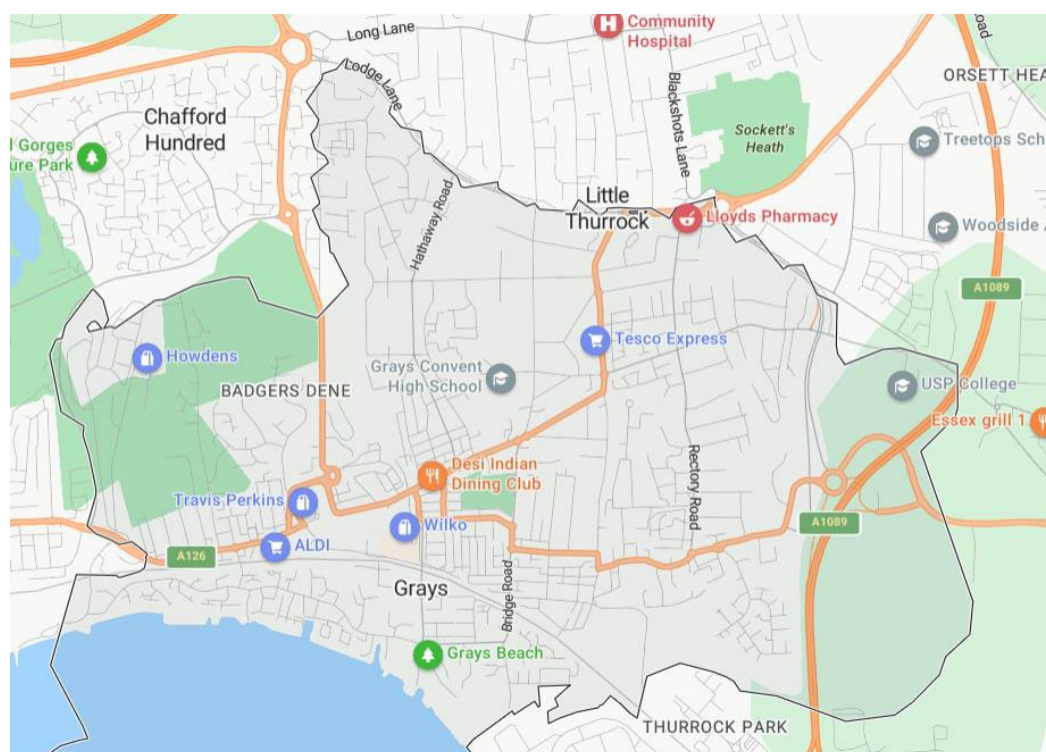 Long Lane
Community
Hospital
Road
Lodge Lane
Blackshots Lane
ORSETT HEA
Chafford
Hundred
Sockett's
Heath
Treetops Sch
l Gorges
ure Park
Hathaway Road
Little
Thurrock
Lloyds Pharmacy
Woodside A
A1089
Howdens
Tesco Express
Grays Convent
High School
BADGERS DENE
USP College
Essex grill 1
Desi Indian
Dining Club
Rectory Road
Travis Perkins
Wilko
A1089
A126
ALDI
Grays
Bridge Road
Grays Beach
THURROCK PARK